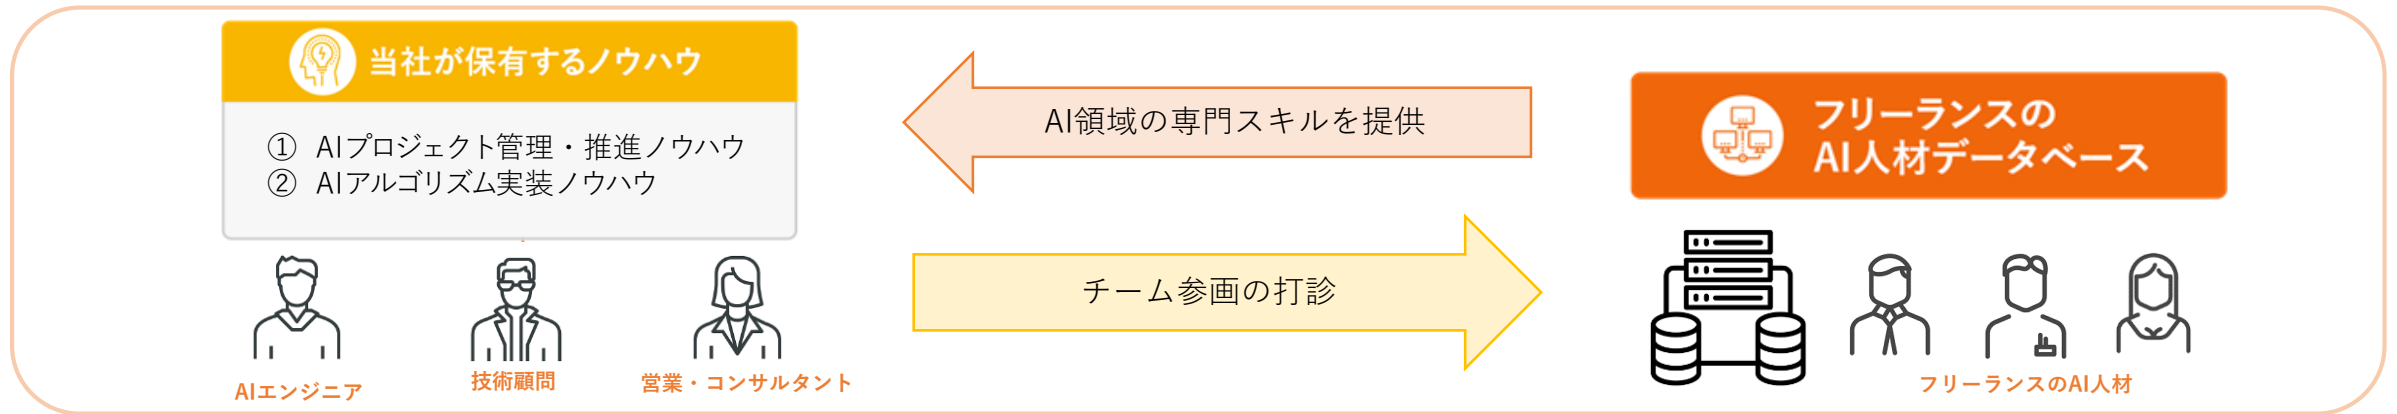 当社が保有するノウハウ
① AIプロジェクト管理・推進ノウハウ
② AIアルゴリズム実装ノウハウ
AIエンジニア
技術顧問
営業・コンサルタント
AI領域の専門スキルを提供
チーム参画の打診
フリーランスの
AI人材データベース
フリーランスのAI人材